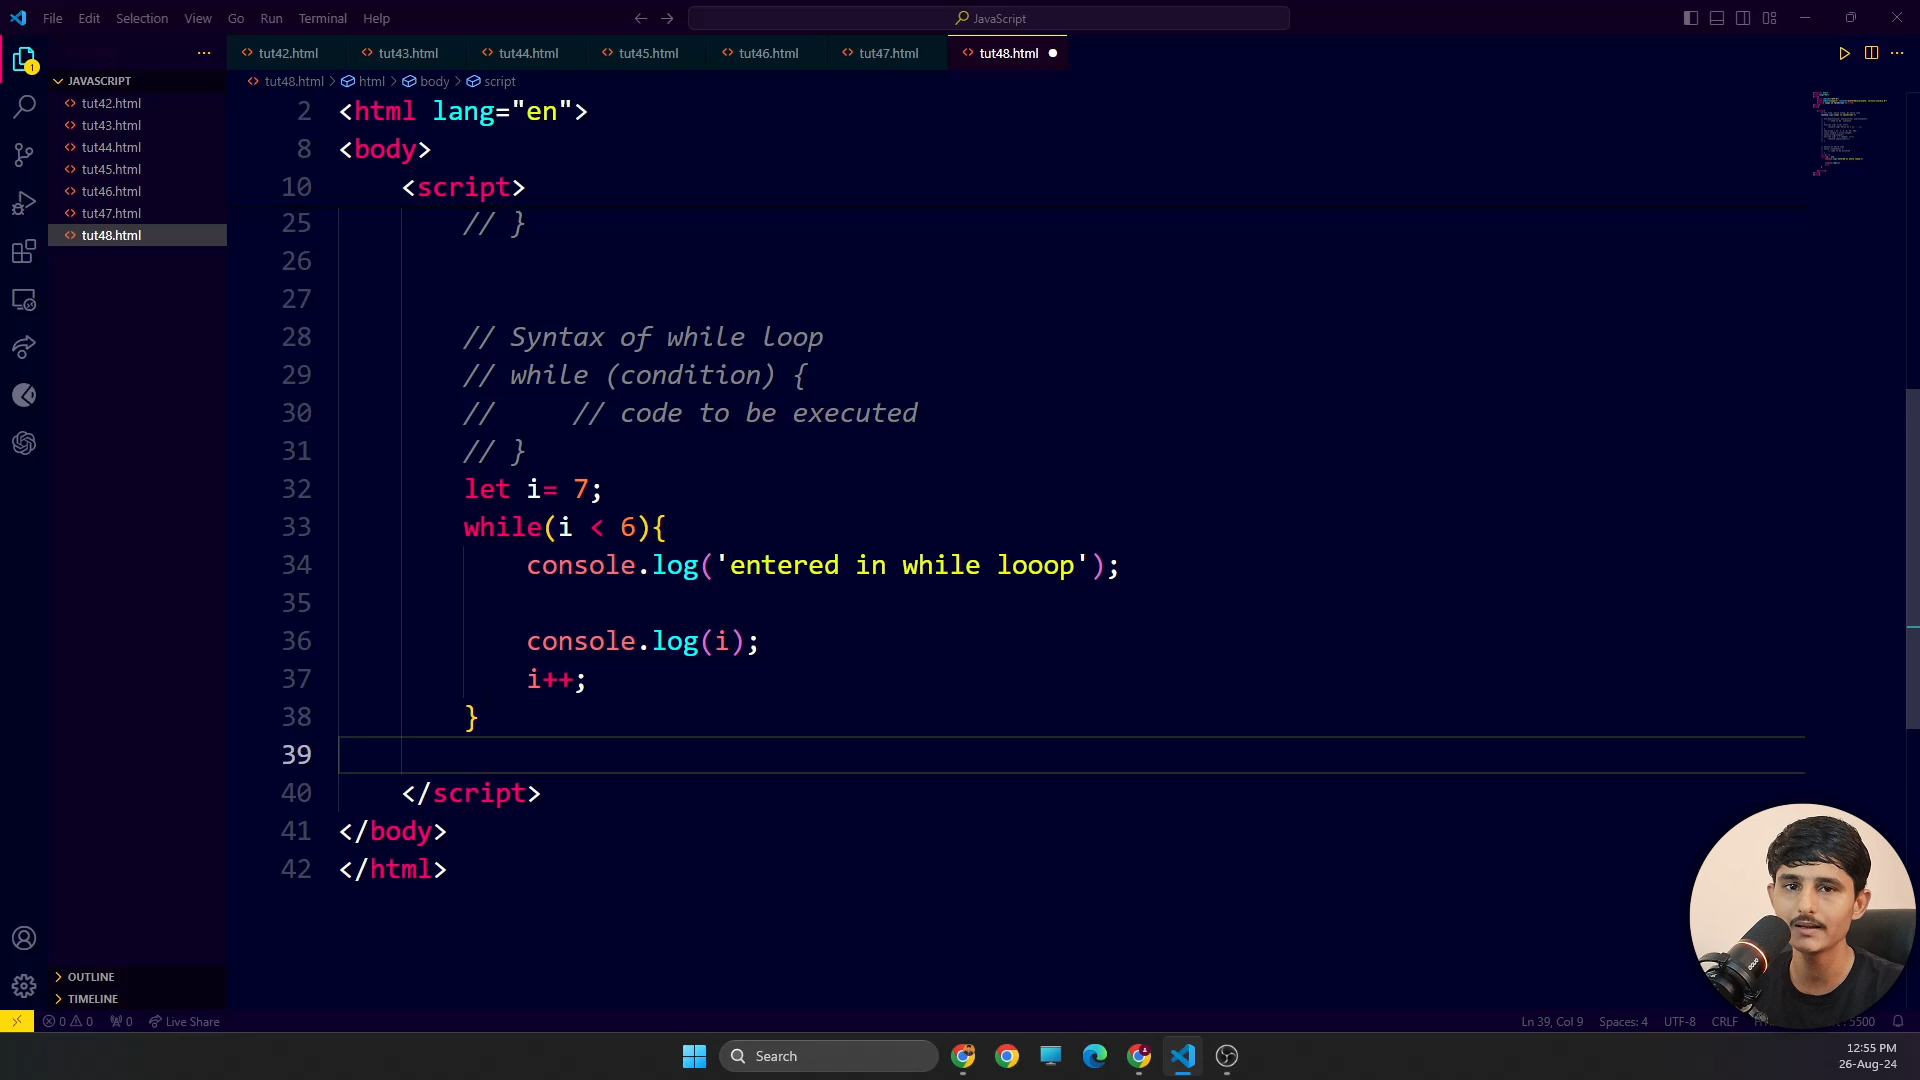 File Edit Selection View Go Run Terminal Help
JavaScript
1
JAVASCRIPT
tut42.html
tut43.html
tut44.html
tut45.html
tut46.html
tut47.html
tut48.html
OUTLINE
TIMELINE
tut42.html tut43.html tut44.html tut45.html tut46.html tut47.html tut48.html
tut48.html > html > body > script
2 <html lang="en">
8 <body>
10 <script>
25 // }
26
27
28 // Syntax of while loop
29 // while (condition) {
30 //     // code to be executed
31 // }
32 let i= 7;
33 while(i < 6){
34 console.log('entered in while looop');
35
36 console.log(i);
37 i++;
38 }
39
40 </script>
41 </body>
42 </html>
0 0 0 Live Share
Ln 39, Col 9 Spaces: 4 UTF-8 CRLF : 5500
Search
12:55 PM
26-Aug-24